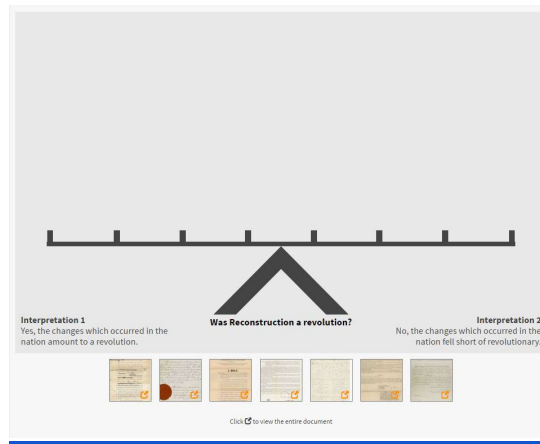 Interpretation 1
Yes, the changes which occurred in the
nation amount to a revolution.
Was Reconstruction a revolution?
Interpretation 2
No, the changes which occurred in the
nation fell short of revolutionary.
Click to view the entire document